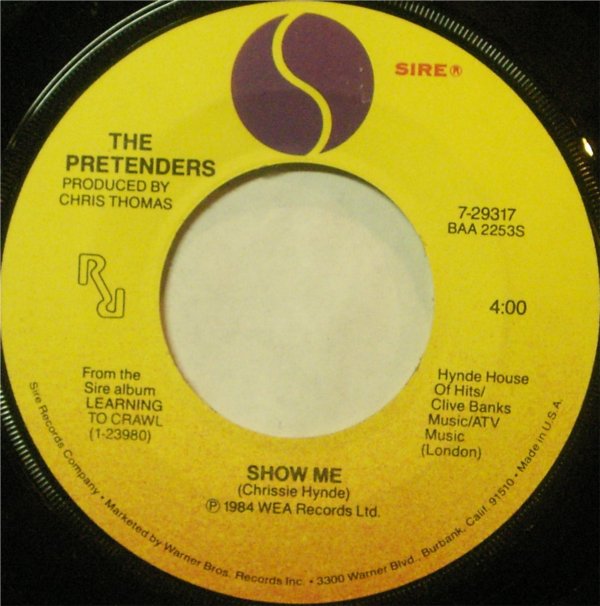 SIRE®
THE
PRETENDERS
PRODUCED BY
CHRIS THOMAS
7-29317
BAA 2253S
4:00
From the
Sire album
LEARNING
TO CRAWL
(1-23980)
Hynde House
Of Hits/
Clive Banks
Music/ATV
Music
(London)
SHOW ME
(Chrissie Hynde)
℗ 1984 WEA Records Ltd.
Sire Records Company • Marketed by Warner Bros. Records Inc. • 3300 Warner Blvd., Burbank, Calif. 91510 • Made in U.S.A.